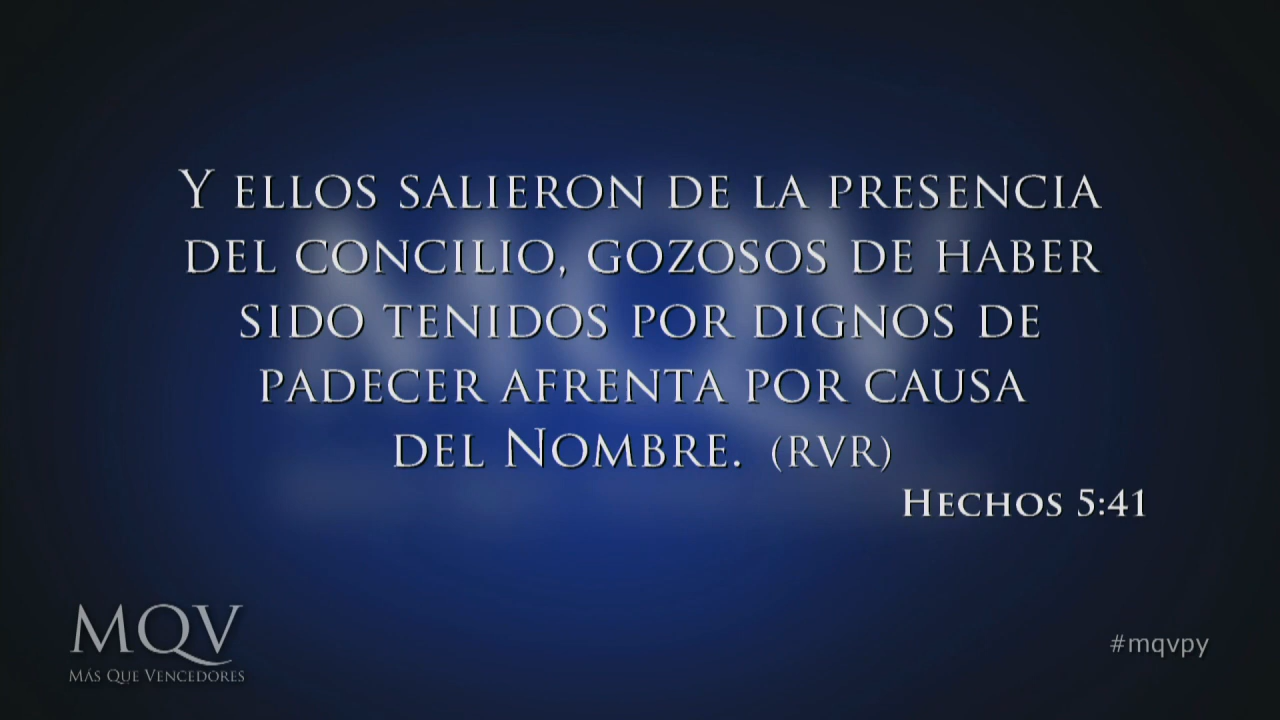 Y ELLOS SALIERON DE LA PRESENCIA
DEL CONCILIO, GOZOSOS DE HABER
SIDO TENIDOS POR DIGNOS DE
PADECER AFRENTA POR CAUSA
DEL NOMBRE. (RVR)
HECHOS 5:41
MQV
MÁS QUE VENCEDORES
#mqvpy